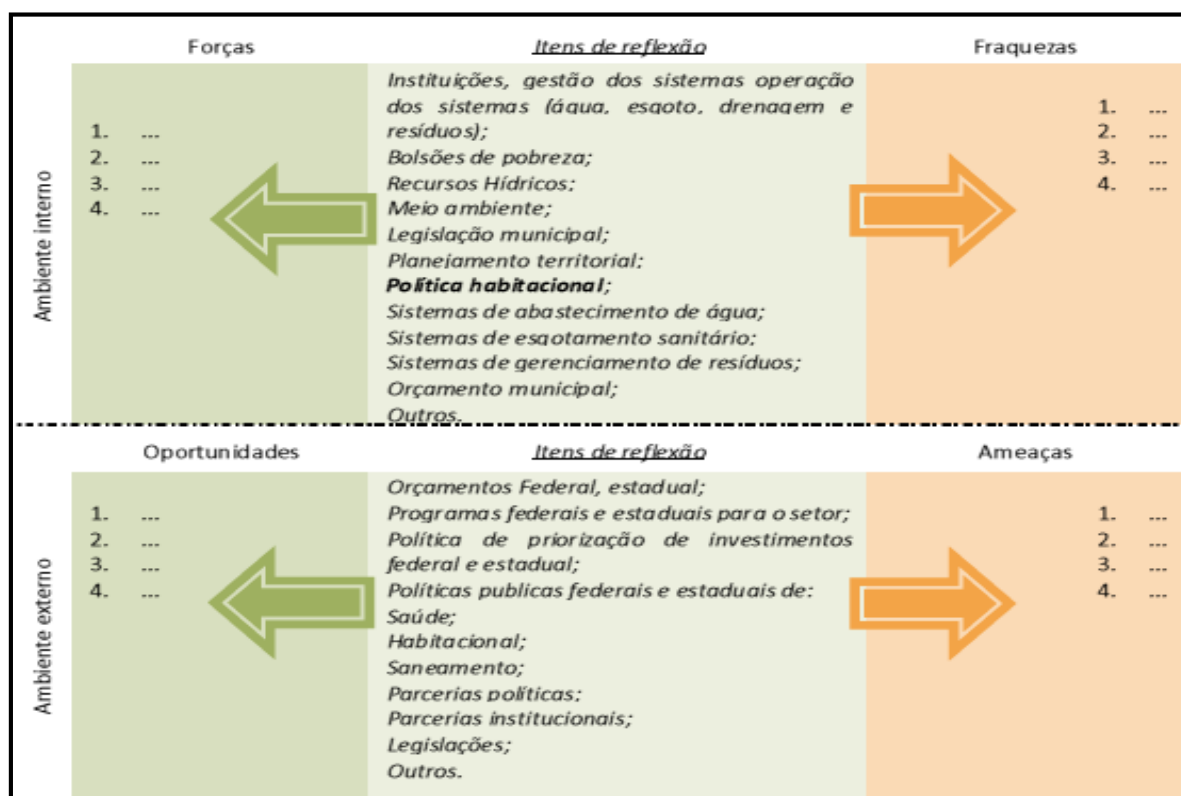 Forças
Itens de reflexão
Fraquezas
Ambiente interno
1. ...
2. ...
3. ...
4. ...
Instituições, gestão dos sistemas operação
dos sistemas (água, esgoto, drenagem e
resíduos);
Bolsões de pobreza;
Recursos Hídricos;
Meio ambiente;
Legislação municipal;
Planejamento territorial;
Política habitacional;
Sistemas de abastecimento de água;
Sistemas de esgotamento sanitário;
Sistemas de gerenciamento de resíduos;
Orçamento municipal;
Outros.
1. ...
2. ...
3. ...
4. ...
Oportunidades
Itens de reflexão
Ameaças
Ambiente externo
1. ...
2. ...
3. ...
4. ...
Orçamentos Federal, estadual;
Programas federais e estaduais para o setor;
Política de priorização de investimentos
federal e estadual;
Políticas publicas federais e estaduais de:
Saúde;
Habitacional;
Saneamento;
Parcerias políticas;
Parcerias institucionais;
Legislações;
Outros.
1. ...
2. ...
3. ...
4. ...